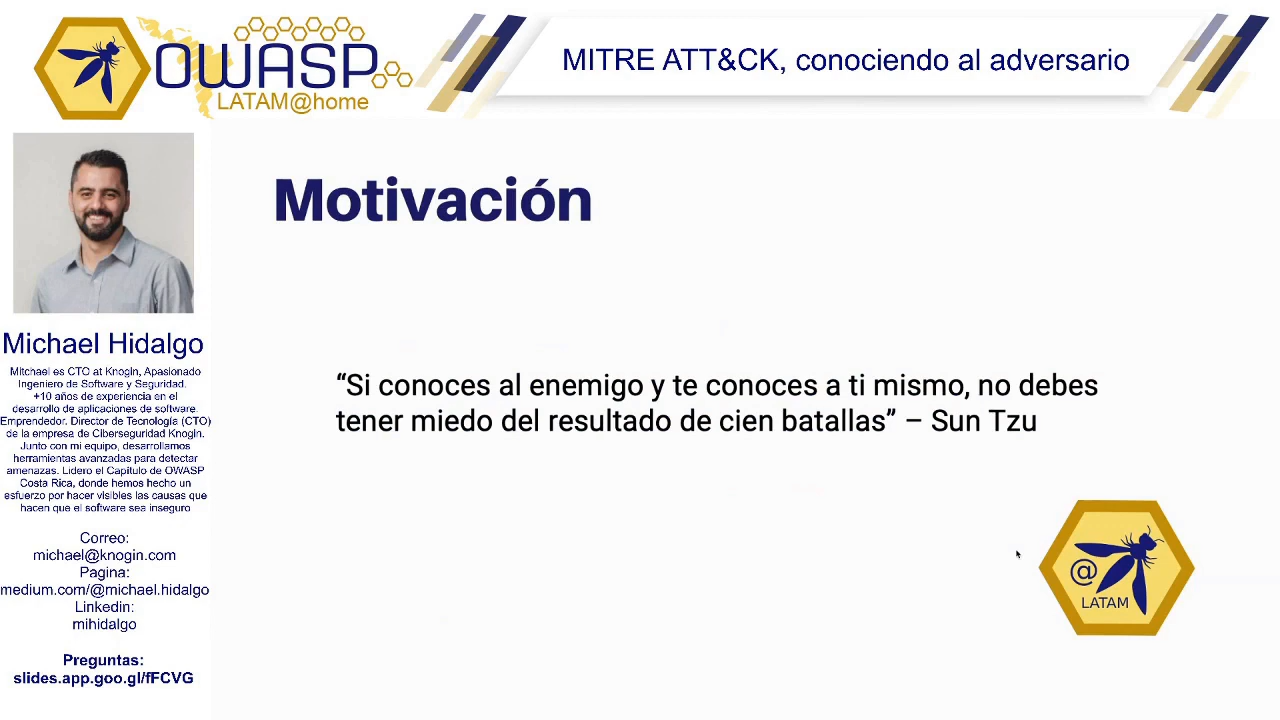 OWASP
LATAM@home
MITRE ATT&CK, conociendo al adversario
Motivación
“Si conoces al enemigo y te conoces a ti mismo, no debes
tener miedo del resultado de cien batallas” – Sun Tzu
@
LATAM
Michael Hidalgo
Mitchael es CTO at Knogin, Apasionado
Ingeniero de Software y Seguridad.
+10 años de experiencia en el
desarrollo de aplicaciones de software.
Emprendedor. Director de Tecnología (CTO)
de la empresa de Ciberseguridad Knogin.
Junto con mi equipo, desarrollamos
herramientas avanzadas para detectar
amenazas. Lidero el Capítulo de OWASP
Costa Rica, donde hemos hecho un
esfuerzo por hacer visibles las causas que
hacen que el software sea inseguro
Correo:
michael@knogin.com
Pagina:
medium.com/@michael.hidalgo
Linkedin:
mihidalgo
Preguntas:
slides.app.goo.gl/fFCVG